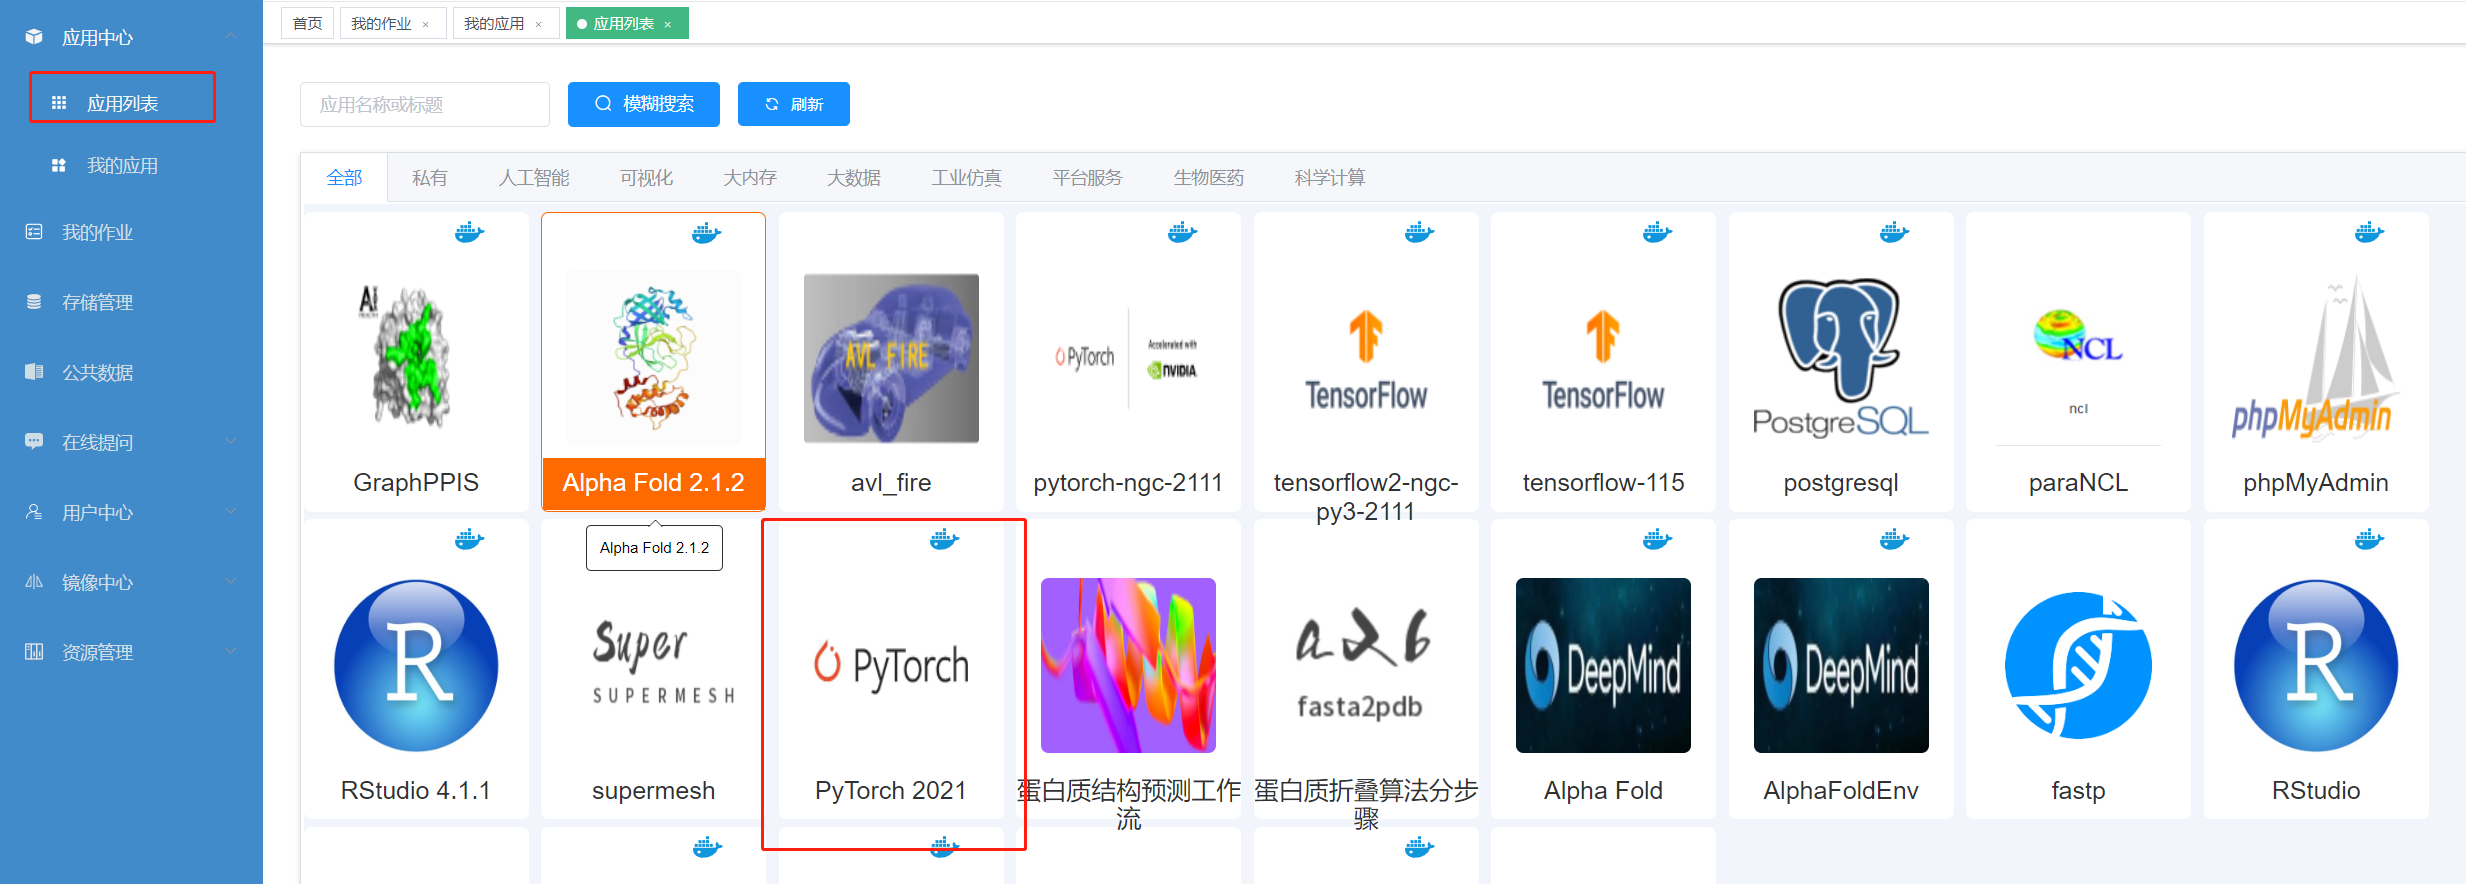 应用中心
应用列表
我的应用
我的作业
存储管理
公共数据
在线提问
用户中心
镜像中心
资源管理
首页
我的作业 ×
我的应用 ×
应用列表 ×
应用名称或标题
模糊搜索
刷新
全部
私有
人工智能
可视化
大内存
大数据
工业仿真
平台服务
生物医药
科学计算
AI
GraphPPIS
Alpha Fold 2.1.2
AVL FIRE
avl_fire
PyTorch
Accelerated with
NVIDIA
pytorch-ngc-2111
TensorFlow
tensorflow2-ngc-
py3-2111
TensorFlow
tensorflow-115
PostgreSQL
postgresql
NCL
ncl
paraNCL
phpMyAdmin
phpMyAdmin
Alpha Fold 2.1.2
R
RStudio 4.1.1
Super
SUPERMESH
supermesh
PyTorch
PyTorch 2021
蛋白质结构预测工作
流
a26
fasta2pdb
蛋白质折叠算法分步
骤
DeepMind
Alpha Fold
DeepMind
AlphaFoldEnv
fastp
R
RStudio